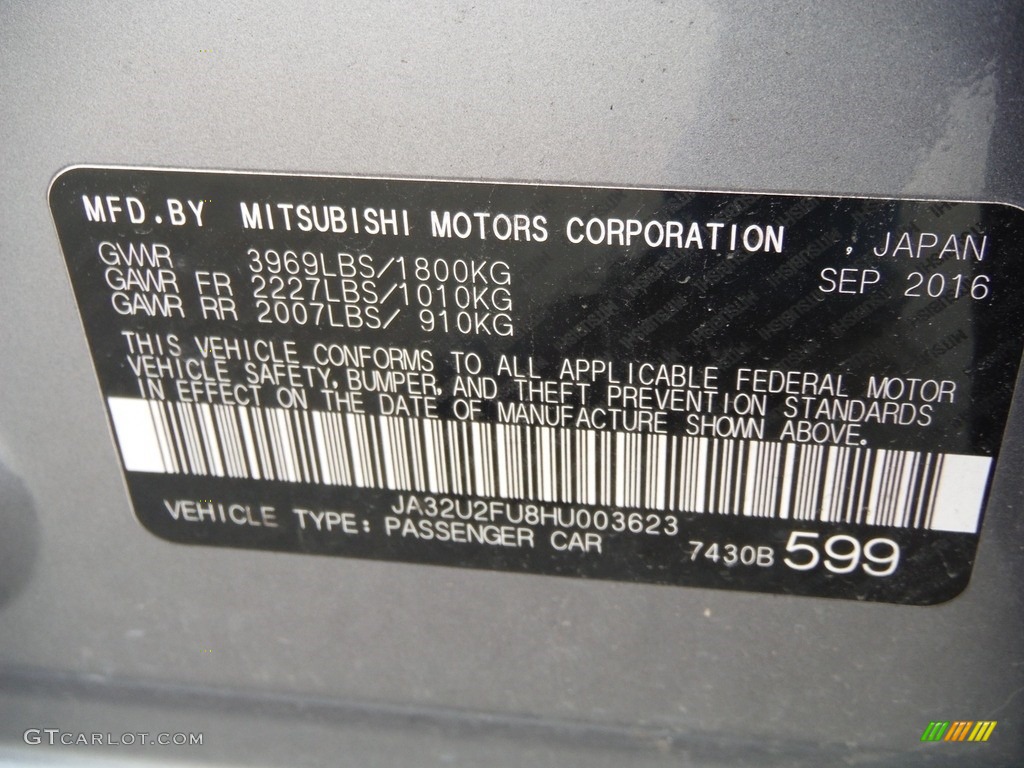 MFD.BY MITSUBISHI MOTORS CORPORATION , JAPAN
GVWR 3969LBS/1800KG SEP 2016
GAWR FR 2227LBS/1010KG
GAWR RR 2007LBS/ 910KG
THIS VEHICLE CONFORMS TO ALL APPLICABLE FEDERAL MOTOR
VEHICLE SAFETY, BUMPER, AND THEFT PREVENTION STANDARDS
IN EFFECT ON THE DATE OF MANUFACTURE SHOWN ABOVE.
JA32U2FU8HU003623
VEHICLE TYPE: PASSENGER CAR 7430B 599
GTCARLOT.COM